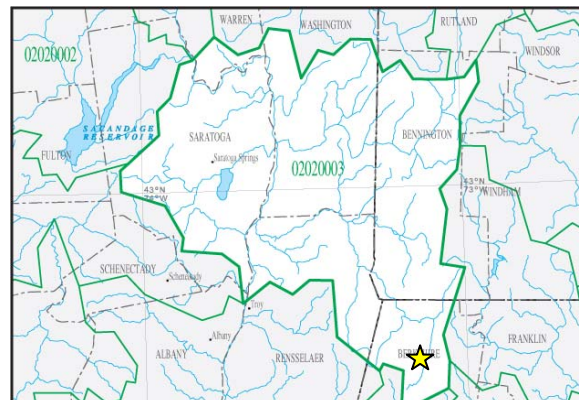 WARREN
WASHINGTON
RUTLAND
WINDSOR
02020002
SACANDAGE
RESERVOIR
SARATOGA
BENNINGTON
FULTON
Saratoga Springs
02020003
43°N
74°W
43°N
73°W
WINDHAM
SCHENECTADY
Schenectady
Troy
Albany
ALBANY
RENSSELAER
FRANKLIN